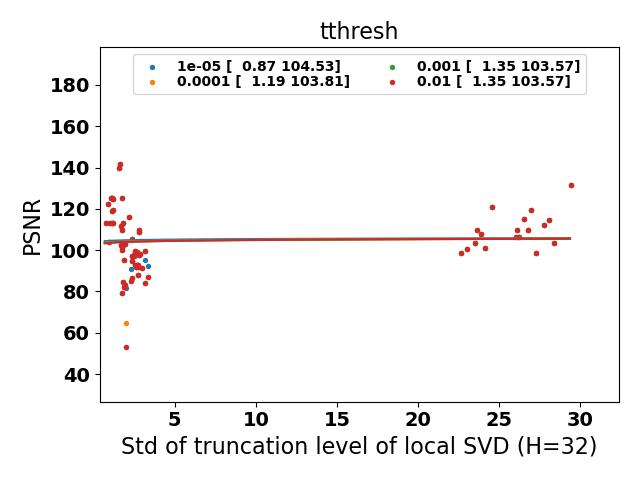 tthresh
1e-05 [  0.87 104.53]
0.0001 [  1.19 103.81]
0.001 [  1.35 103.57]
0.01 [  1.35 103.57]
PSNR
180
160
140
120
100
80
60
40
5 10 15 20 25 30
Std of truncation level of local SVD (H=32)